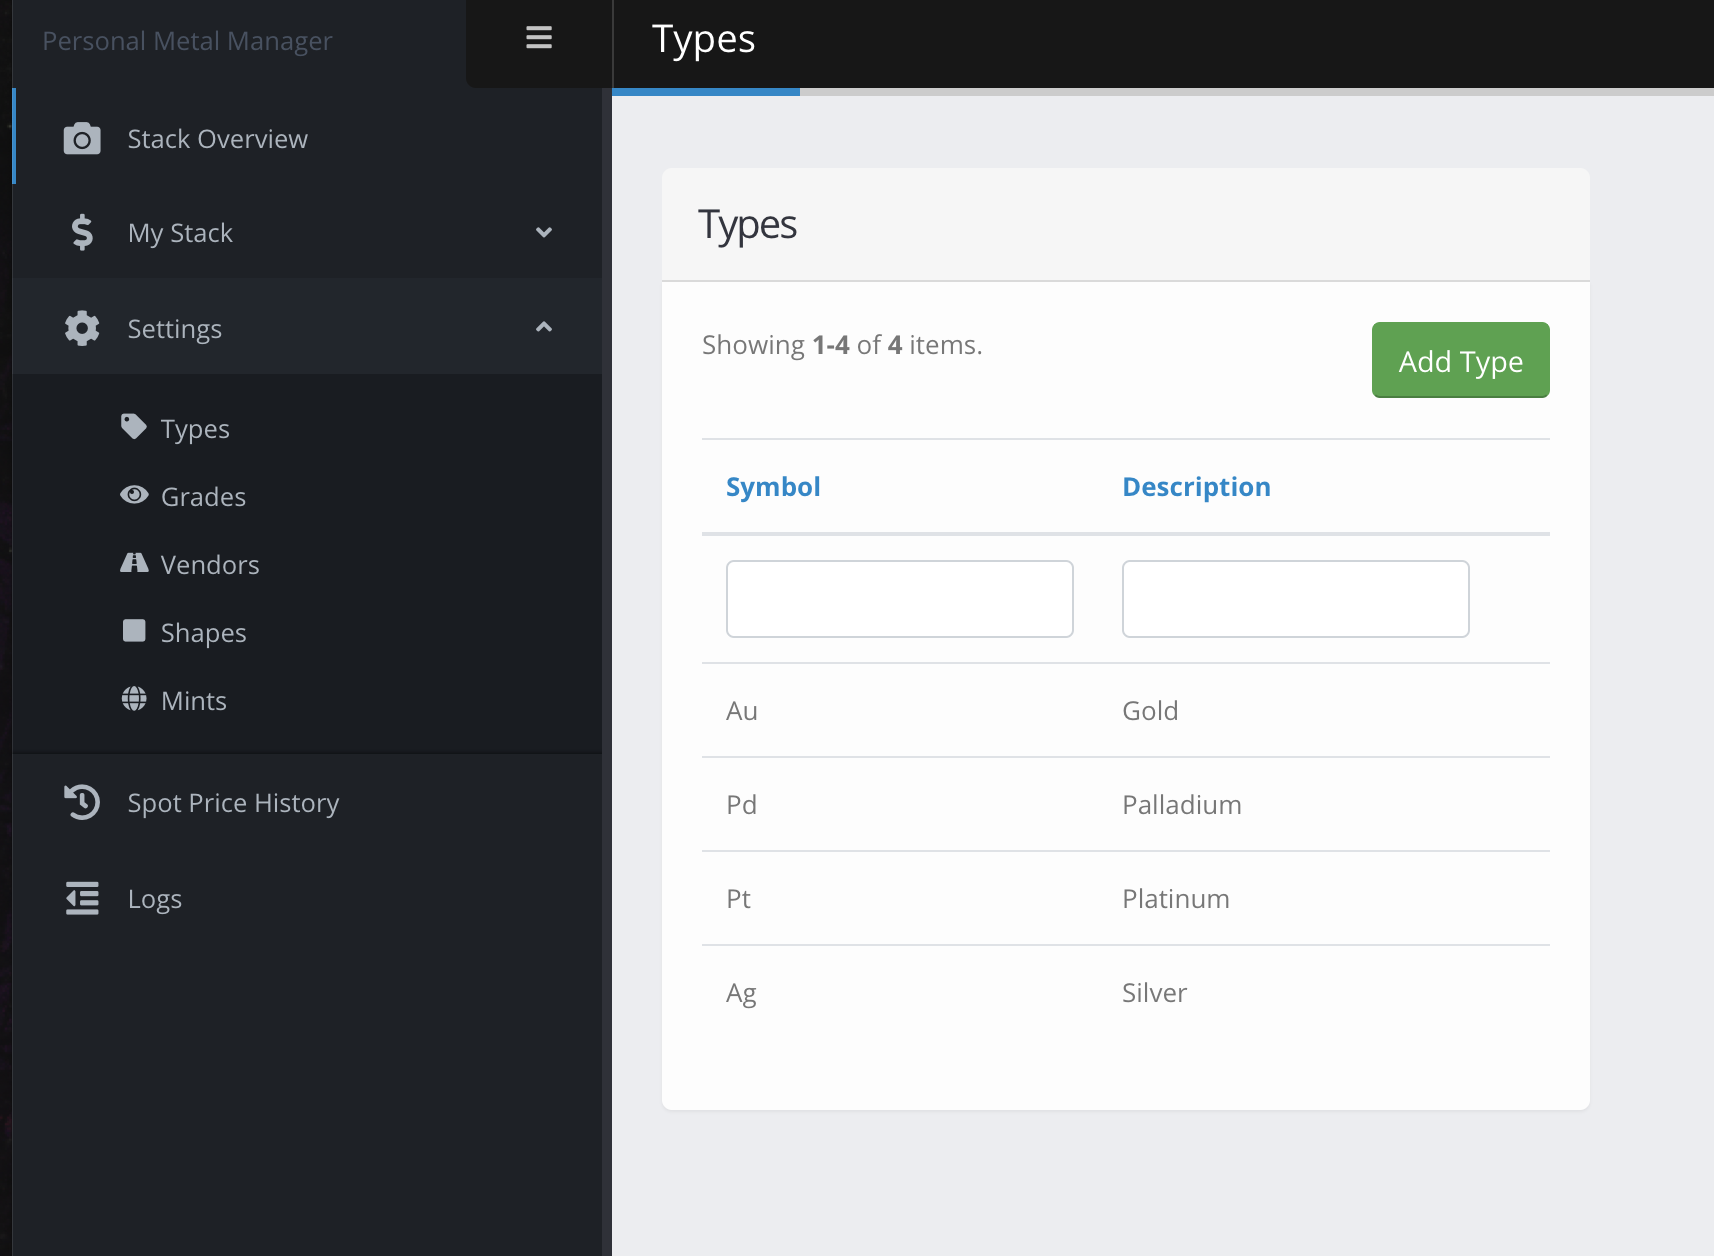 Personal Metal Manager
Types
Stack Overview
My Stack
Settings
Types
Grades
Vendors
Shapes
Mints
Spot Price History
Logs
Types
Showing 1-4 of 4 items.
Add Type
Symbol Description
Au Gold
Pd Palladium
Pt Platinum
Ag Silver